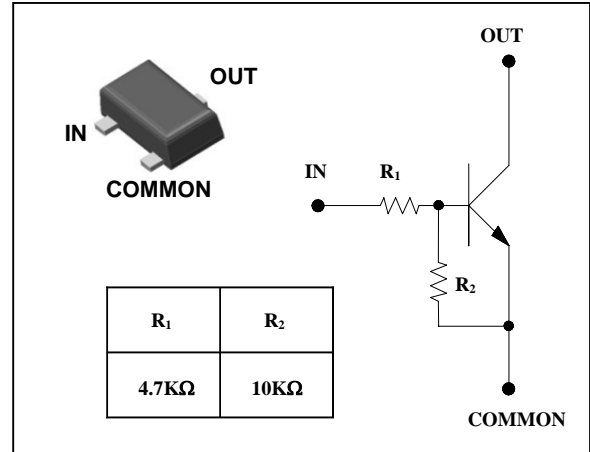 OUT
IN
COMMON
OUT
IN
R₁
R₂
R₁ R₂
4.7KΩ 10KΩ
COMMON